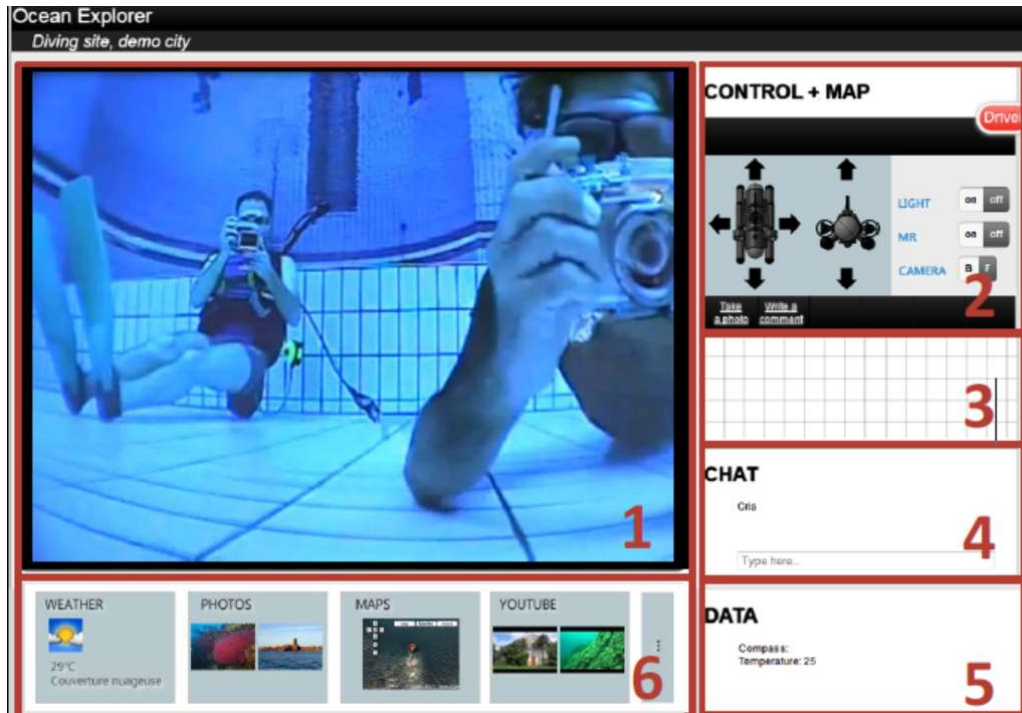 Ocean Explorer
Diving site, demo city
1
CONTROL + MAP
Drive
LIGHT on off
MR on off
CAMERA B F
2
Take a photo
Write a comment
3
CHAT
Cris
Type here..
4
DATA
Compass:
Temperature: 25
5
WEATHER
29°C
Couverture nuageuse
PHOTOS
MAPS
YOUTUBE
6